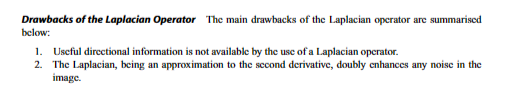 Drawbacks of the Laplacian Operator The main drawbacks of the Laplacian operator are summarised
below:
1. Useful directional information is not available by the use of a Laplacian operator.
2. The Laplacian, being an approximation to the second derivative, doubly enhances any noise in the
image.